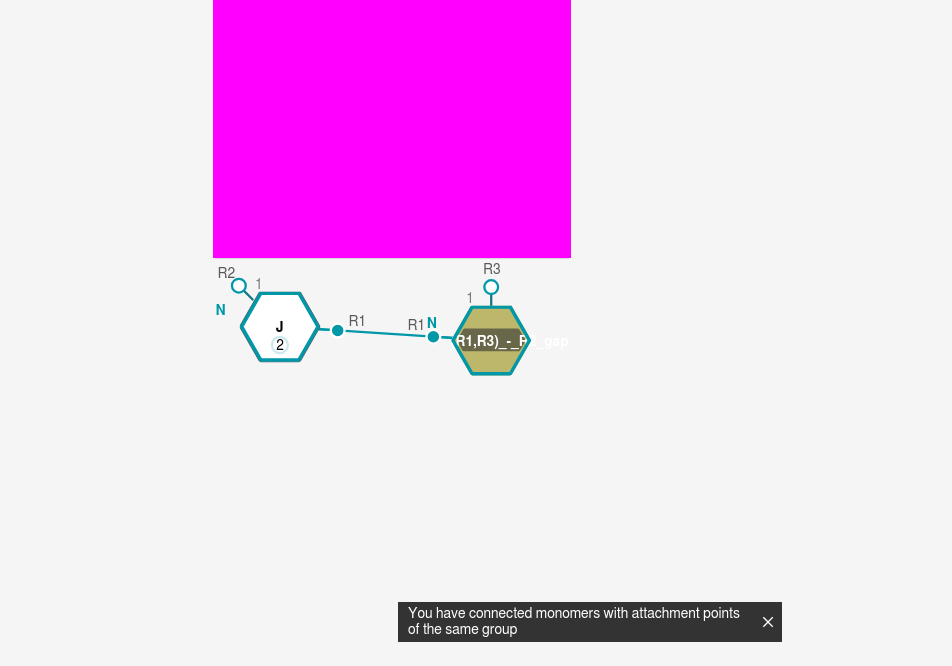 R3
R2
1
1
N
R1
R1
N
J
2
R1,R3)_-_R2_gap
You have connected monomers with attachment points
of the same group